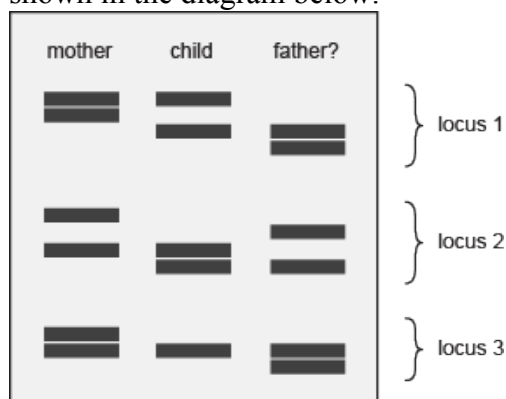 shown in the diagram below.
mother child father?
locus 1
locus 2
locus 3